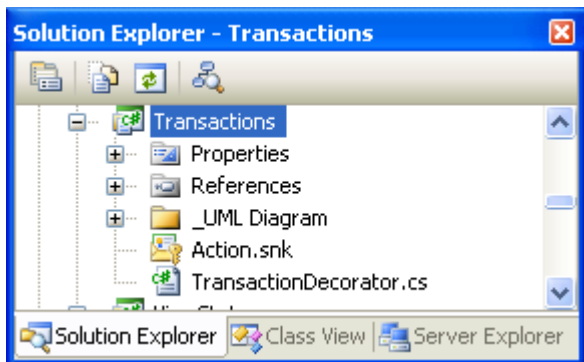 Solution Explorer - Transactions
Transactions
Properties
References
_UML Diagram
Action.snk
TransactionDecorator.cs
Solution Explorer Class View Server Explorer